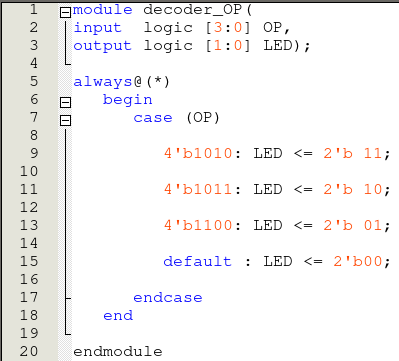 1 module decoder_OP(
2 input  logic [3:0] OP,
3 output logic [1:0] LED);
4
5 always@(*)
6    begin
7       case (OP)
8
9          4'b1010: LED <= 2'b 11;
10
11          4'b1011: LED <= 2'b 10;
12
13          4'b1100: LED <= 2'b 01;
14
15          default : LED <= 2'b00;
16
17       endcase
18    end
19
20 endmodule